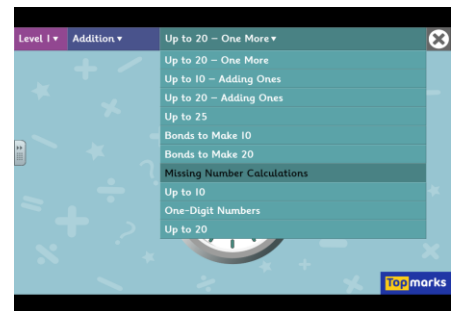 Level 1▾ Addition ▾ Up to 20 – One More ▾
Up to 20 – One More
Up to 10 – Adding Ones
Up to 20 – Adding Ones
Up to 25
Bonds to Make 10
Bonds to Make 20
Missing Number Calculations
Up to 10
One-Digit Numbers
Up to 20
Topmarks